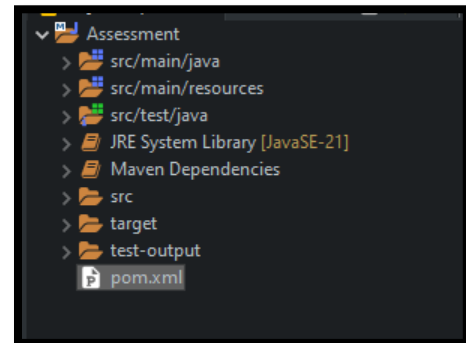 Assessment
src/main/java
src/main/resources
src/test/java
JRE System Library [JavaSE-21]
Maven Dependencies
src
target
test-output
pom.xml